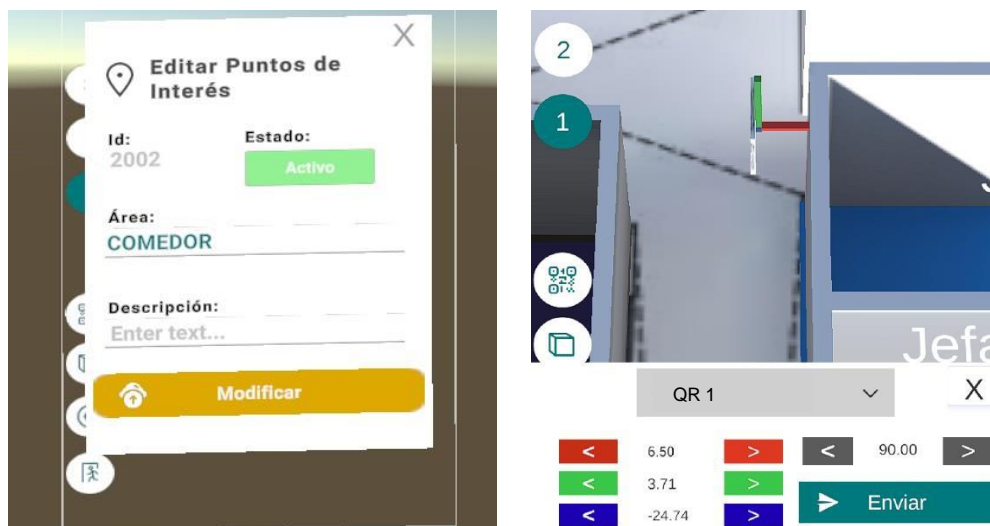 X
Editar Puntos de
Interés
Id:
Estado:
2002
Activo
Área:
COMEDOR
Descripción:
Enter text...
Modificar
2
1
Jefa
QR 1
X
< 6.50 > < 90.00 >
< 3.71 >
Enviar
< -24.74 >